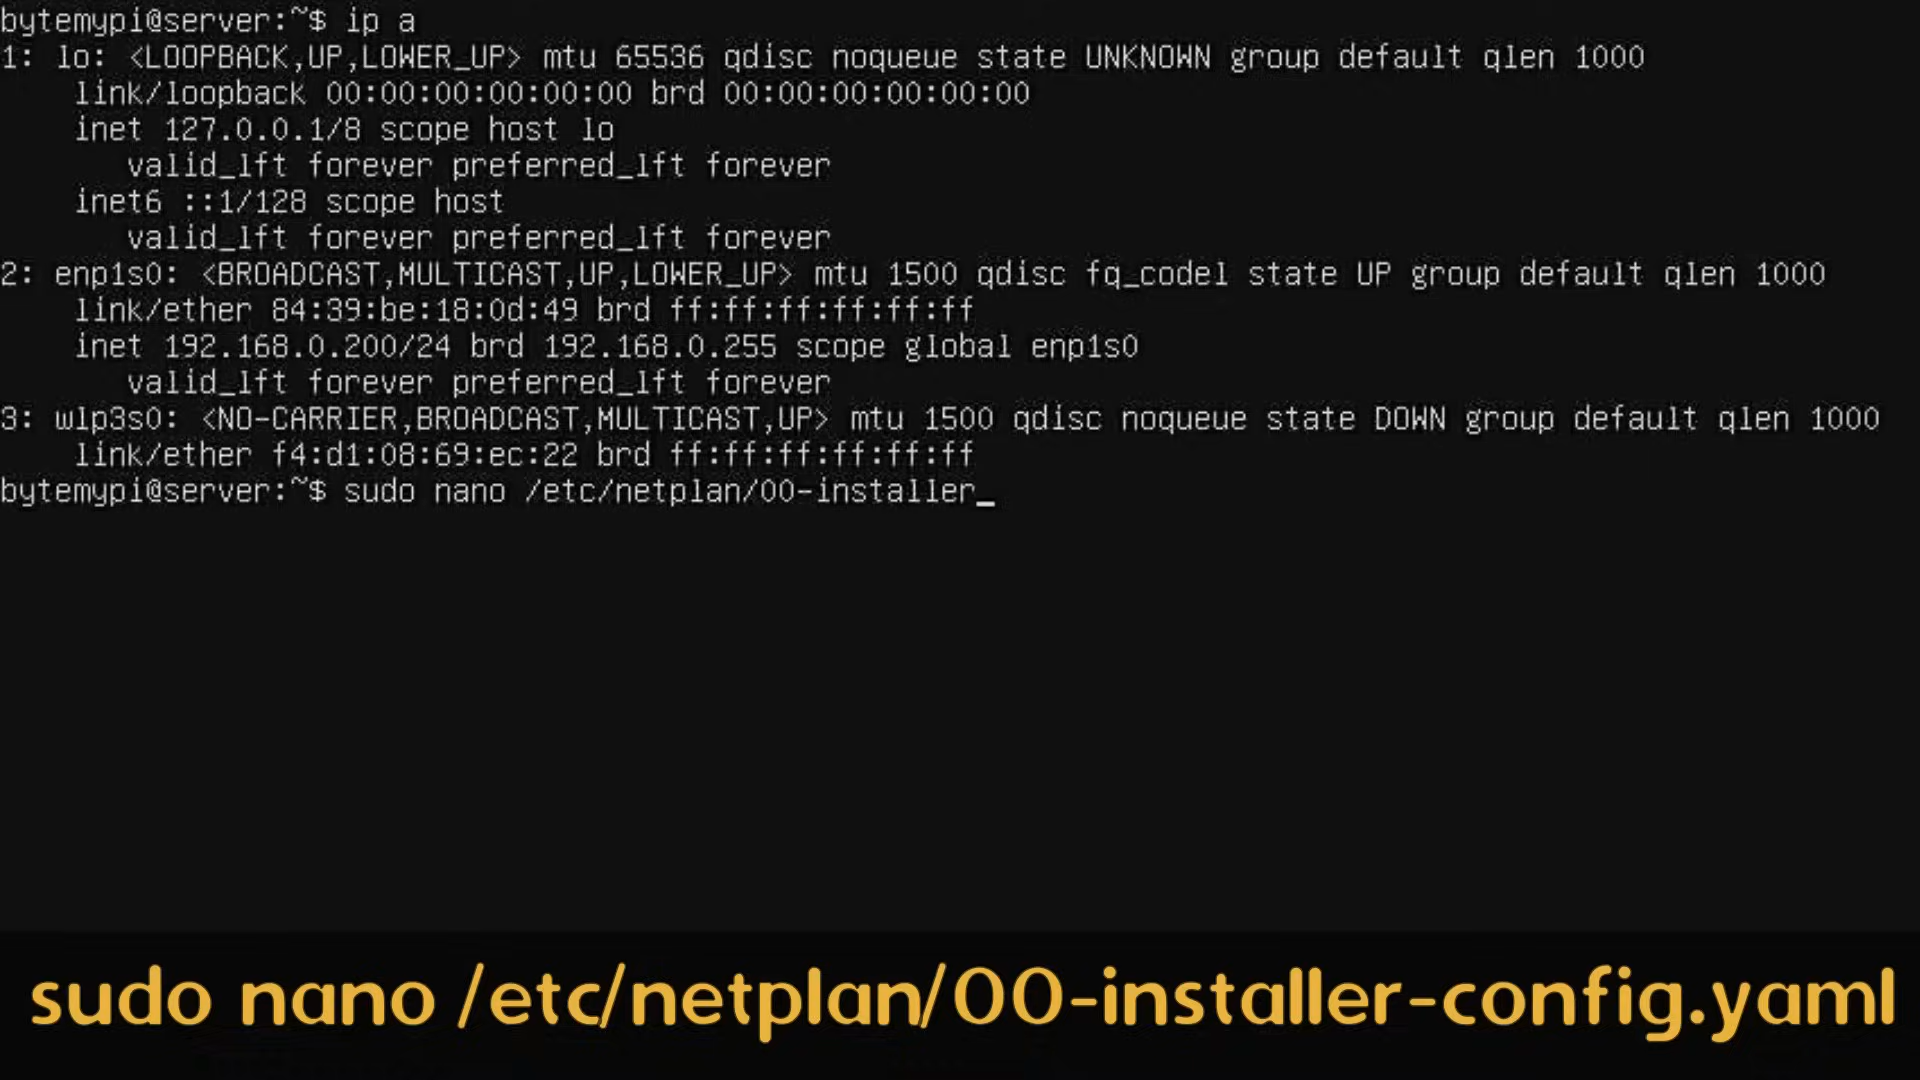 bytemypi@server:~$ ip a
1: lo: <LOOPBACK,UP,LOWER_UP> mtu 65536 qdisc noqueue state UNKNOWN group default qlen 1000
link/loopback 00:00:00:00:00:00 brd 00:00:00:00:00:00
inet 127.0.0.1/8 scope host lo
valid_lft forever preferred_lft forever
inet6 ::1/128 scope host
valid_lft forever preferred_lft forever
2: enp1s0: <BROADCAST,MULTICAST,UP,LOWER_UP> mtu 1500 qdisc fq_codel state UP group default qlen 1000
link/ether 84:39:be:18:0d:49 brd ff:ff:ff:ff:ff:ff
inet 192.168.0.200/24 brd 192.168.0.255 scope global enp1s0
valid_lft forever preferred_lft forever
3: wlp3s0: <NO-CARRIER,BROADCAST,MULTICAST,UP> mtu 1500 qdisc noqueue state DOWN group default qlen 1000
link/ether f4:d1:08:69:ec:22 brd ff:ff:ff:ff:ff:ff
bytemypi@server:~$ sudo nano /etc/netplan/00-installer_
sudo nano /etc/netplan/00-installer-config.yaml